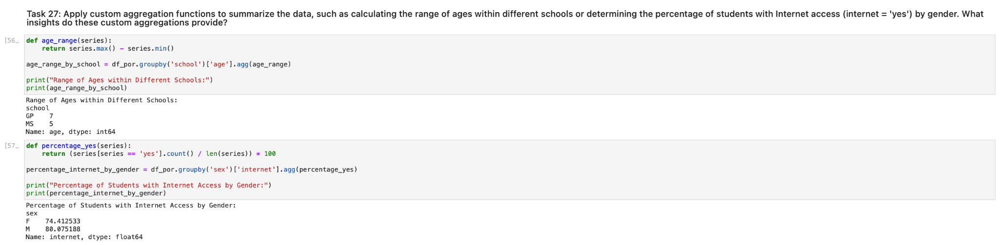 Task 27: Apply custom aggregation functions to summarize the data, such as calculating the range of ages within different schools or determining the percentage of students with Internet access (internet = 'yes') by gender. What
insights do these custom aggregations provide?
[56…
def age_range(series):
    return series.max() - series.min()
age_range_by_school = df_por.groupby('school')['age'].agg(age_range)
print("Range of Ages within Different Schools:")
print(age_range_by_school)
Range of Ages within Different Schools:
school
GP    7
MS    5
Name: age, dtype: int64
[57…
def percentage_yes(series):
    return (series[series == 'yes'].count() / len(series)) * 100
percentage_internet_by_gender = df_por.groupby('sex')['internet'].agg(percentage_yes)
print("Percentage of Students with Internet Access by Gender:")
print(percentage_internet_by_gender)
Percentage of Students with Internet Access by Gender:
sex
F    74.412533
M    80.075188
Name: internet, dtype: float64